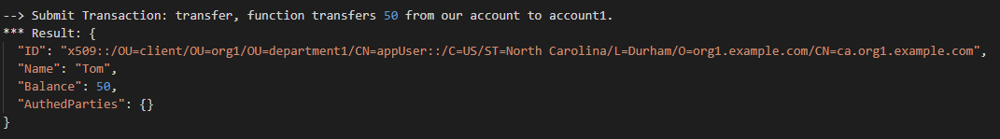 --> Submit Transaction: transfer, function transfers 50 from our account to account1.
*** Result: {
"ID": "x509::/OU=client/OU=org1/OU=department1/CN=appUser::/C=US/ST=North Carolina/L=Durham/O=org1.example.com/CN=ca.org1.example.com",
"Name": "Tom",
"Balance": 50,
"AuthedParties": {}
}